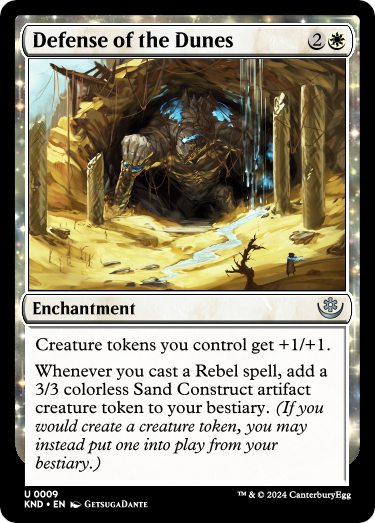 Defense of the Dunes 2
Enchantment
Creature tokens you control get +1/+1.
Whenever you cast a Rebel spell, add a
3/3 colorless Sand Construct artifact
creature token to your bestiary. (If you
would create a creature token, you may
instead put one into play from your
bestiary.)
U 0009
KND • EN GetsugaDante
™ & © 2024 CanterburyEgg